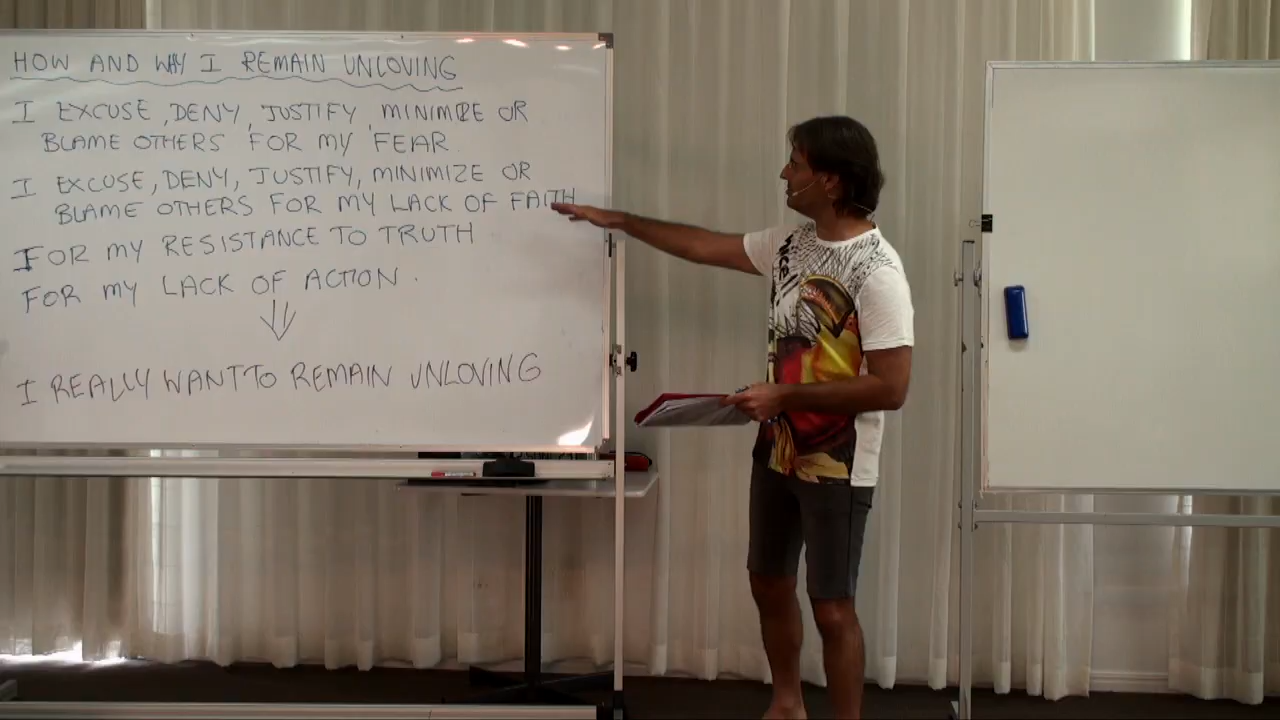 HOW AND WHY I REMAIN UNLOVING
I EXCUSE, DENY, JUSTIFY, MINIMIZE OR
BLAME OTHERS FOR MY FEAR
I EXCUSE, DENY, JUSTIFY, MINIMIZE OR
BLAME OTHERS FOR MY LACK OF FAITH
FOR MY RESISTANCE TO TRUTH
FOR MY LACK OF ACTION.
I REALLY WANT TO REMAIN UNLOVING